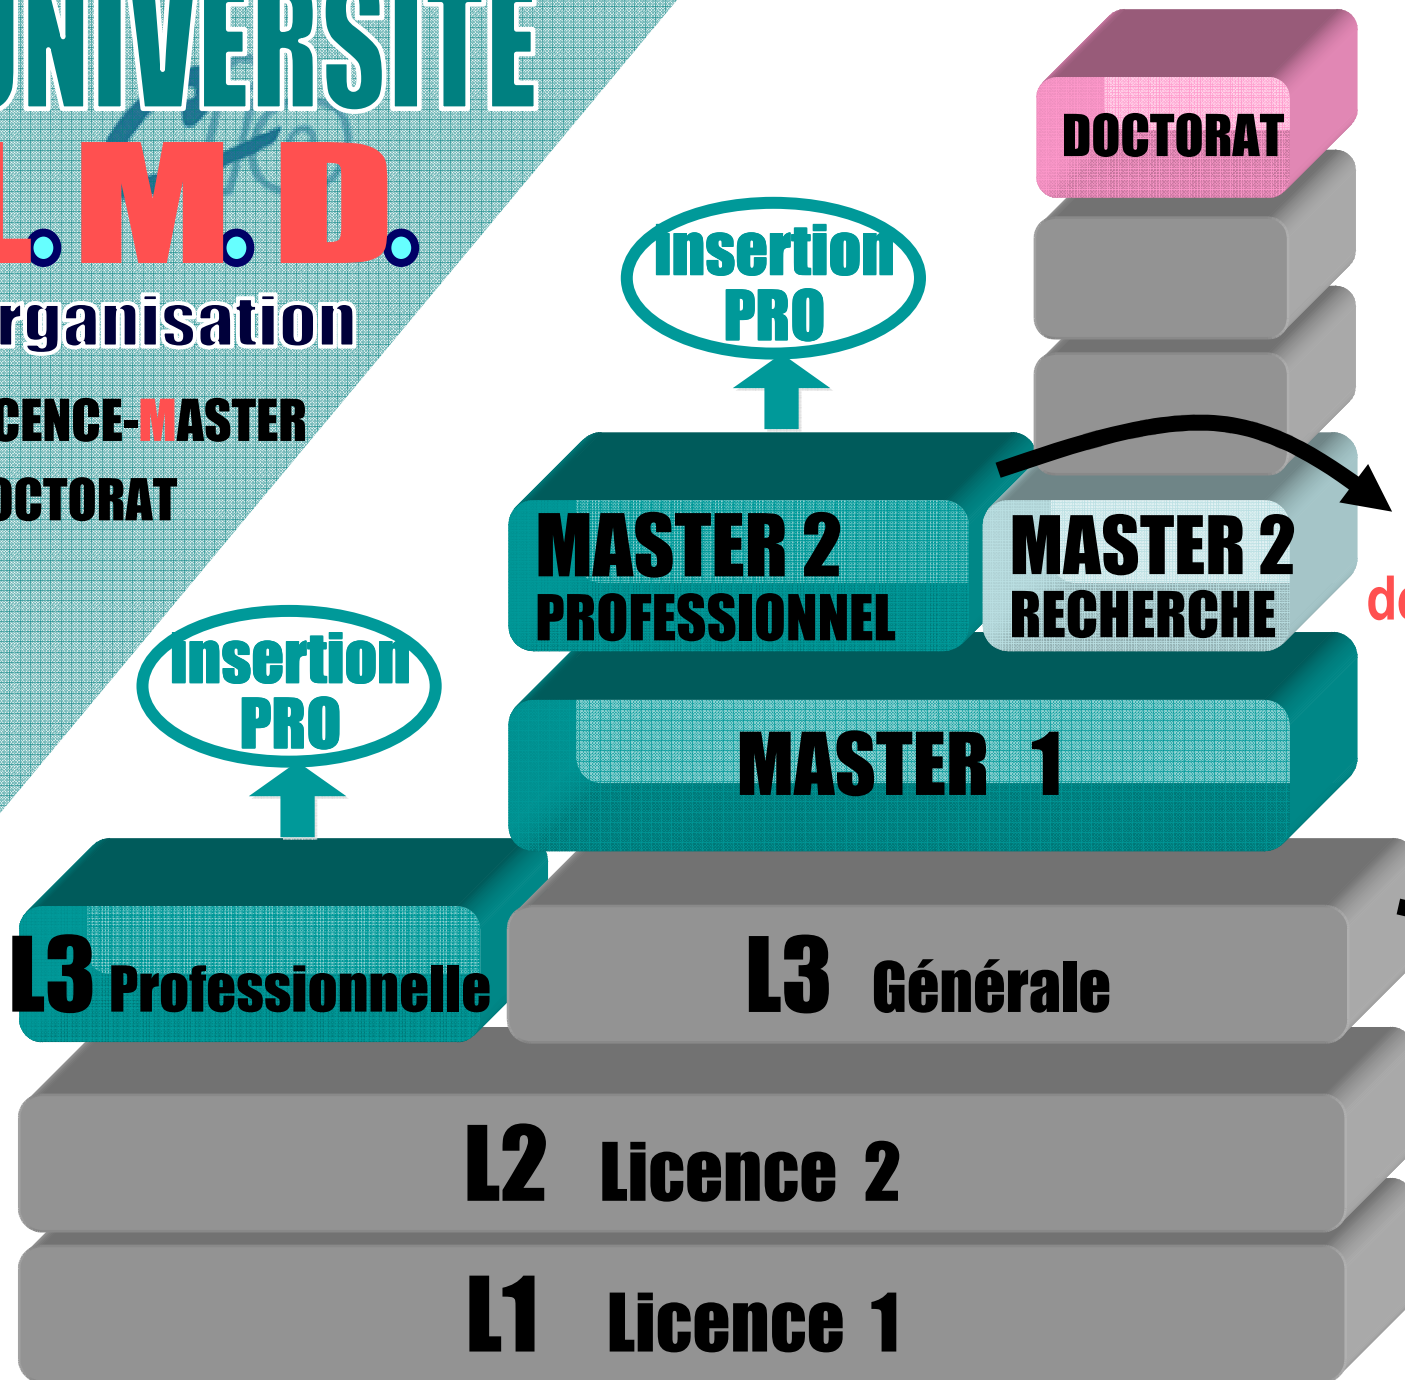 UNIVERSITE
L.M.D.
rganisation
CENCE-MASTER
OCTORAT
DOCTORAT
Insertion
PRO
MASTER 2
PROFESSIONNEL
MASTER 2
RECHERCHE
Insertion
PRO
MASTER 1
L3 Professionnelle
L3 Générale
L2 Licence 2
L1 Licence 1